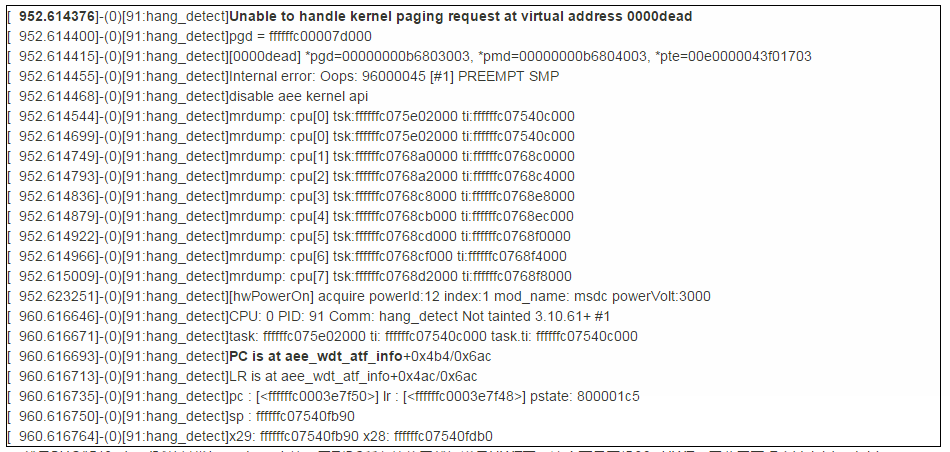 [  952.614376]-(0)[91:hang_detect]Unable to handle kernel paging request at virtual address 0000dead
[  952.614400]-(0)[91:hang_detect]pgd = ffffffc00007d000
[  952.614415]-(0)[91:hang_detect][0000dead] *pgd=00000000b6803003, *pmd=00000000b6804003, *pte=00e0000043f01703
[  952.614455]-(0)[91:hang_detect]Internal error: Oops: 96000045 [#1] PREEMPT SMP
[  952.614468]-(0)[91:hang_detect]disable aee kernel api
[  952.614544]-(0)[91:hang_detect]mrdump: cpu[0] tsk:ffffffc075e02000 ti:ffffffc07540c000
[  952.614699]-(0)[91:hang_detect]mrdump: cpu[0] tsk:ffffffc075e02000 ti:ffffffc07540c000
[  952.614749]-(0)[91:hang_detect]mrdump: cpu[1] tsk:ffffffc0768a0000 ti:ffffffc0768c0000
[  952.614793]-(0)[91:hang_detect]mrdump: cpu[2] tsk:ffffffc0768a2000 ti:ffffffc0768c4000
[  952.614836]-(0)[91:hang_detect]mrdump: cpu[3] tsk:ffffffc0768c8000 ti:ffffffc0768e8000
[  952.614879]-(0)[91:hang_detect]mrdump: cpu[4] tsk:ffffffc0768cb000 ti:ffffffc0768ec000
[  952.614922]-(0)[91:hang_detect]mrdump: cpu[5] tsk:ffffffc0768cd000 ti:ffffffc0768f0000
[  952.614966]-(0)[91:hang_detect]mrdump: cpu[6] tsk:ffffffc0768cf000 ti:ffffffc0768f4000
[  952.615009]-(0)[91:hang_detect]mrdump: cpu[7] tsk:ffffffc0768d2000 ti:ffffffc0768f8000
[  952.623251]-(0)[91:hang_detect][hwPowerOn] acquire powerId:12 index:1 mod_name: msdc powerVolt:3000
[  960.616646]-(0)[91:hang_detect]CPU: 0 PID: 91 Comm: hang_detect Not tainted 3.10.61+ #1
[  960.616671]-(0)[91:hang_detect]task: ffffffc075e02000 ti: ffffffc07540c000 task.ti: ffffffc07540c000
[  960.616693]-(0)[91:hang_detect]PC is at aee_wdt_atf_info+0x4b4/0x6ac
[  960.616713]-(0)[91:hang_detect]LR is at aee_wdt_atf_info+0x4ac/0x6ac
[  960.616735]-(0)[91:hang_detect]pc : [<ffffffc0003e7f50>] lr : [<ffffffc0003e7f48>] pstate: 800001c5
[  960.616750]-(0)[91:hang_detect]sp : ffffffc07540fb90
[  960.616764]-(0)[91:hang_detect]x29: ffffffc07540fb90 x28: ffffffc07540fdb0